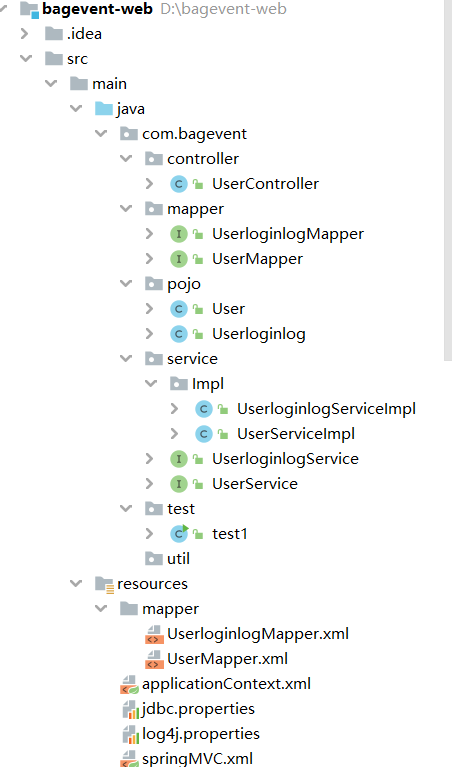 bagevent-web D:\bagevent-web
.idea
src
main
java
com.bagevent
controller
UserController
mapper
UserloginlogMapper
UserMapper
pojo
User
Userloginlog
service
Impl
UserloginlogServiceImpl
UserServiceImpl
UserloginlogService
UserService
test
test1
util
resources
mapper
UserloginlogMapper.xml
UserMapper.xml
applicationContext.xml
jdbc.properties
log4j.properties
springMVC.xml